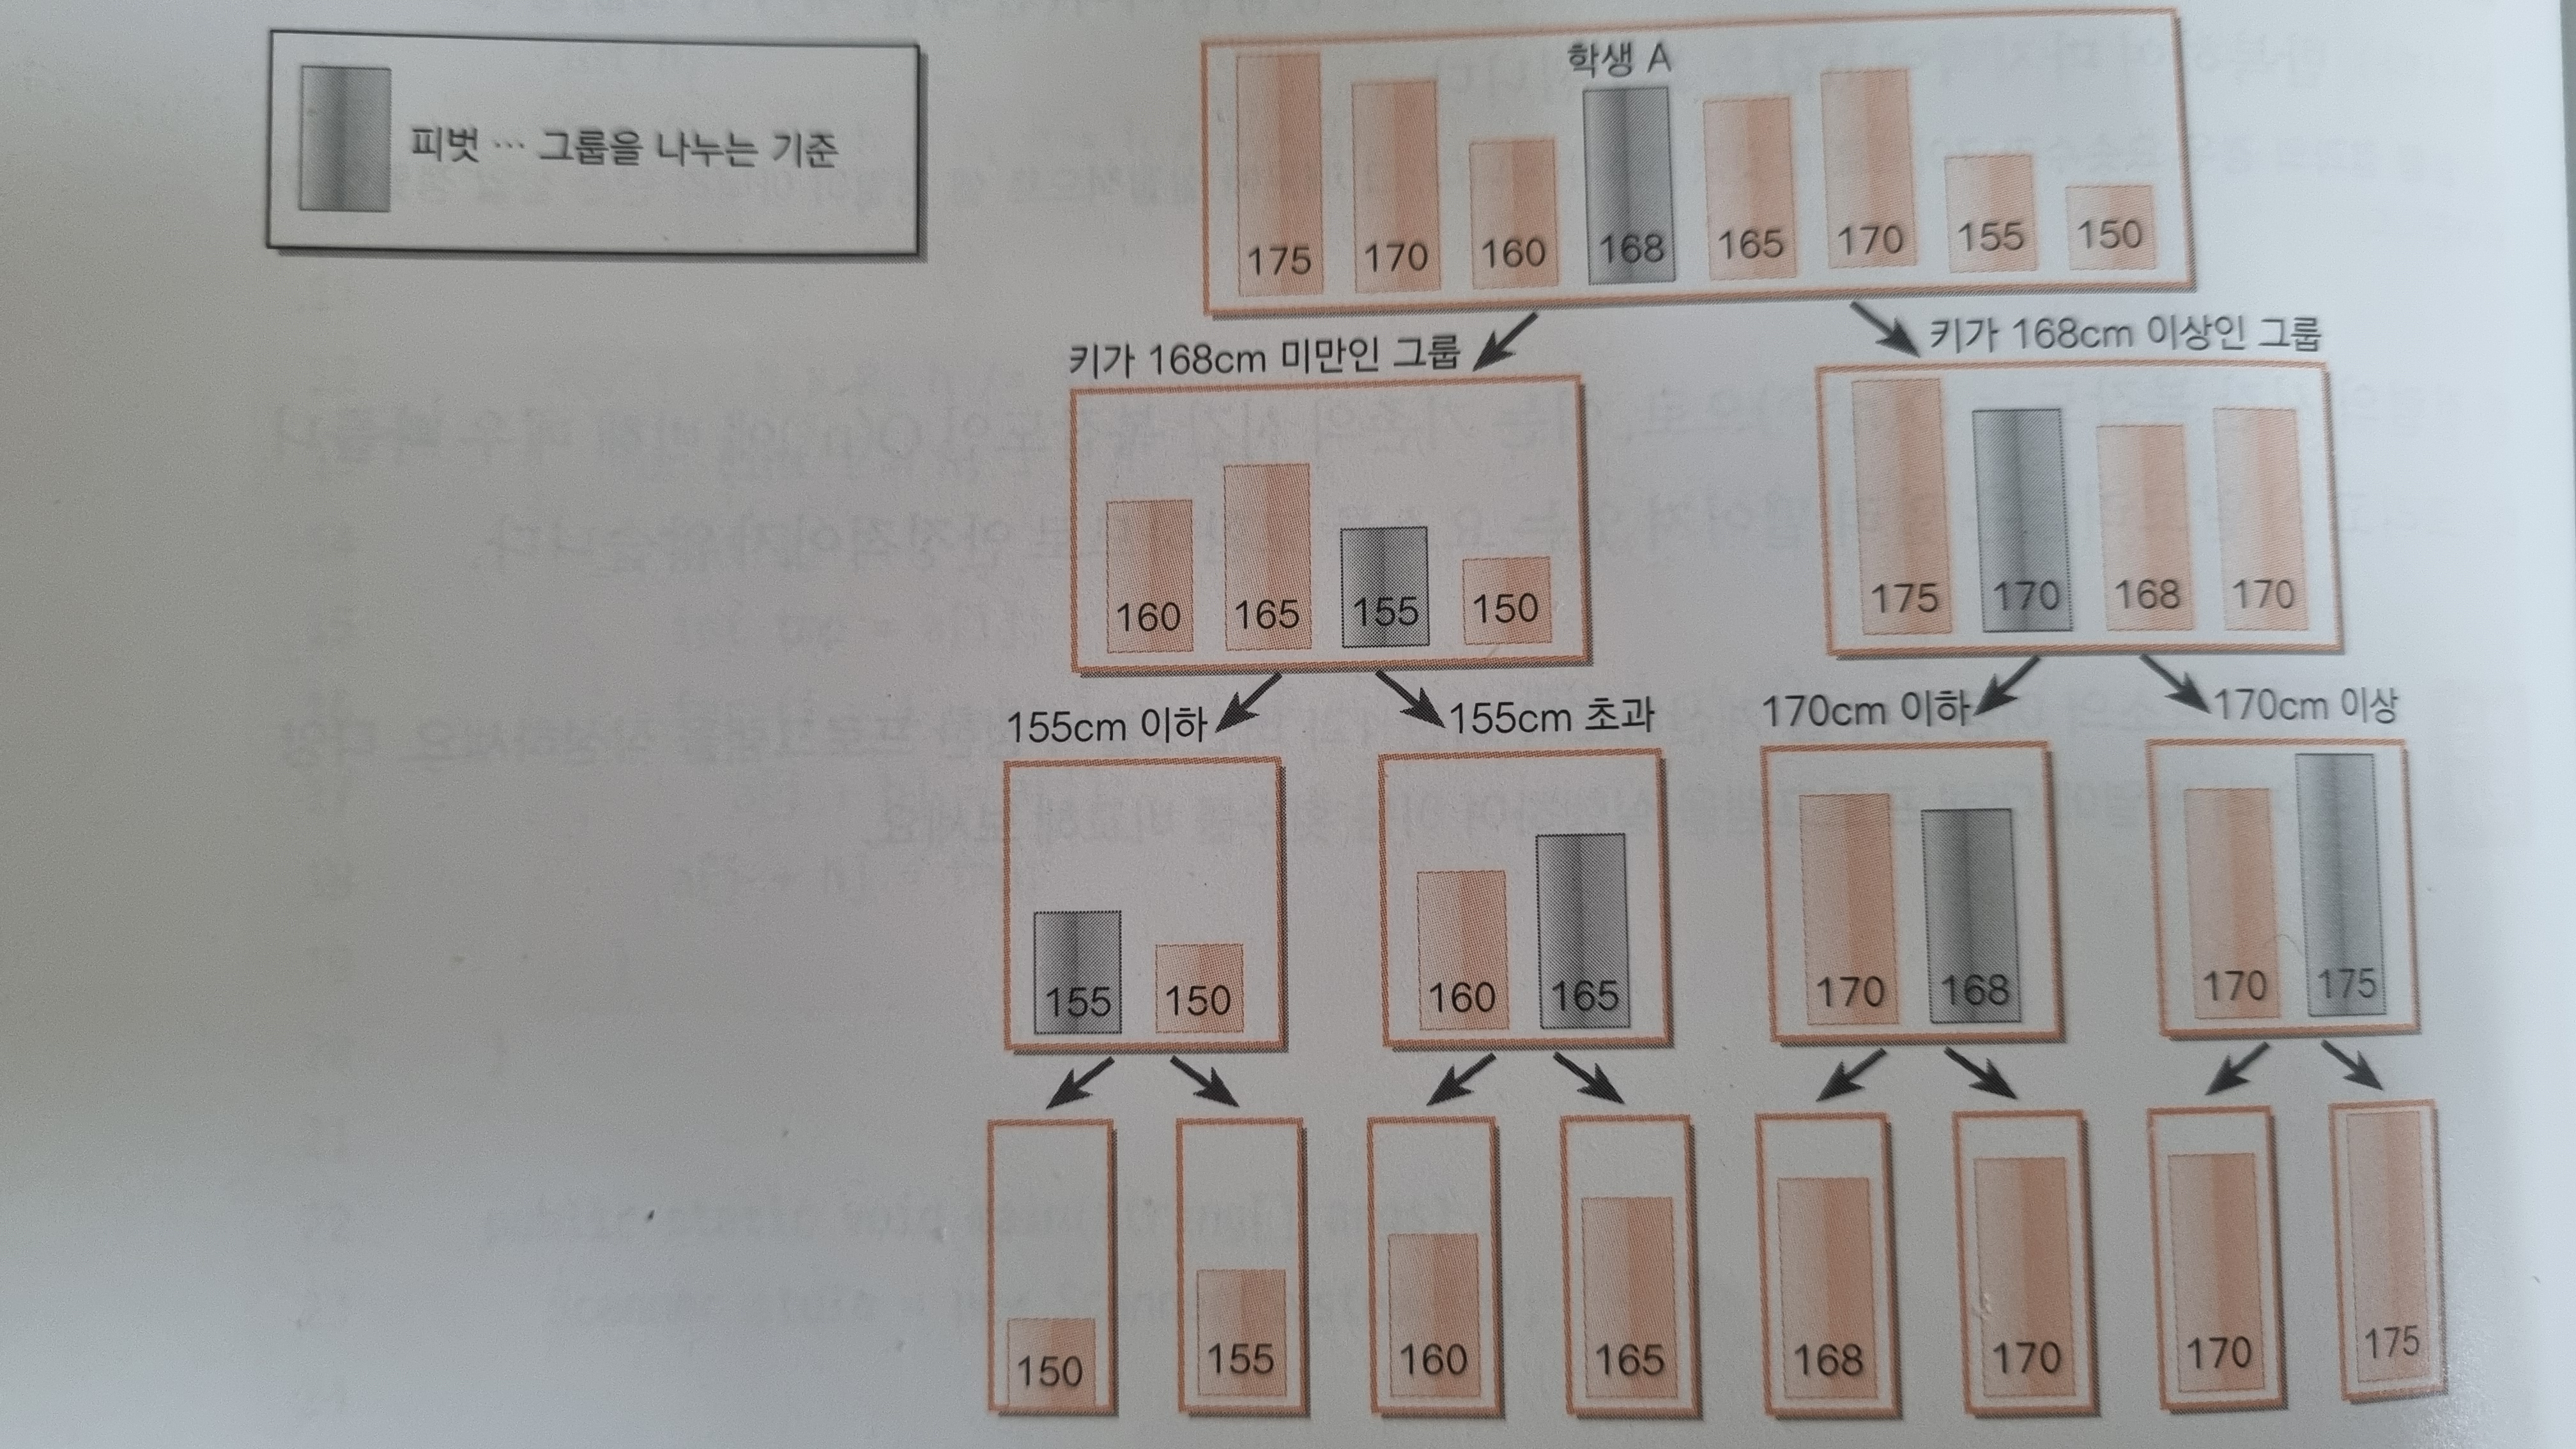 피벗 … 그룹을 나누는 기준
학생 A
175 170 160 168 165 170 155 150
키가 168cm 미만인 그룹
키가 168cm 이상인 그룹
160 165 155 150
175 170 168 170
155cm 이하
155cm 초과
170cm 이하
170cm 이상
155 150
160 165
170 168
170 175
150 155 160 165 168 170 170 175